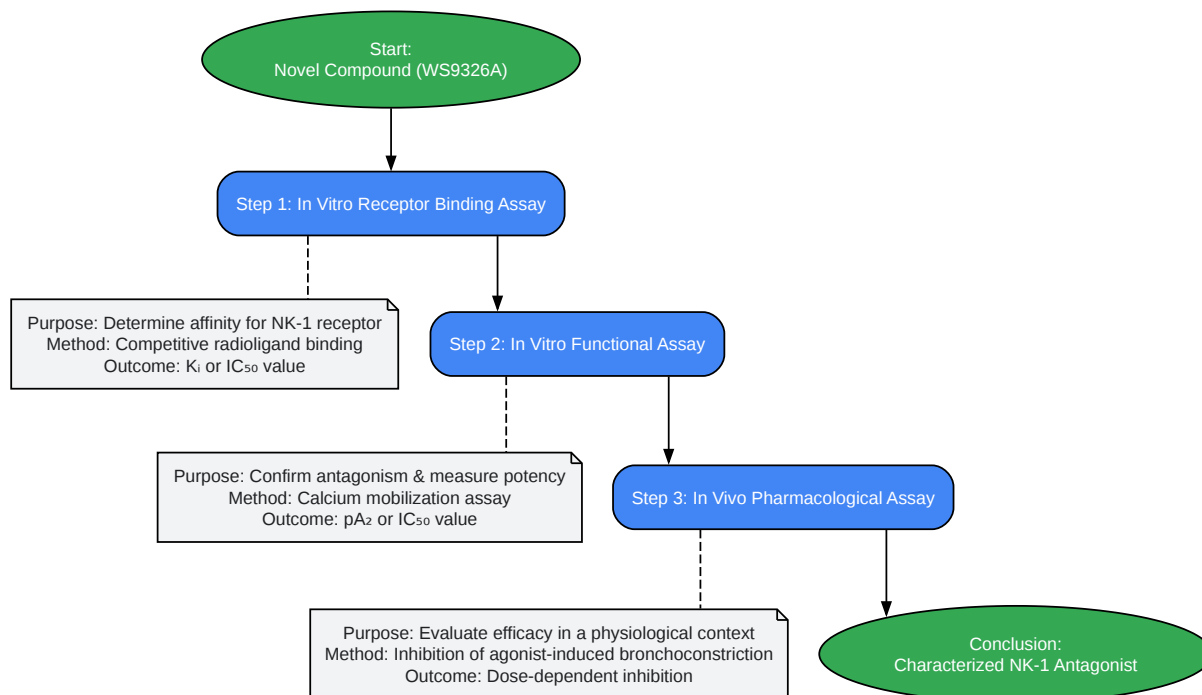 Start:
Novel Compound (WS9326A)
Step 1: In Vitro Receptor Binding Assay
Purpose: Determine affinity for NK-1 receptor
Method: Competitive radioligand binding
Outcome: Kᵢ or IC₅₀ value
Step 2: In Vitro Functional Assay
Purpose: Confirm antagonism & measure potency
Method: Calcium mobilization assay
Outcome: pA₂ or IC₅₀ value
Step 3: In Vivo Pharmacological Assay
Purpose: Evaluate efficacy in a physiological context
Method: Inhibition of agonist-induced bronchoconstriction
Outcome: Dose-dependent inhibition
Conclusion:
Characterized NK-1 Antagonist